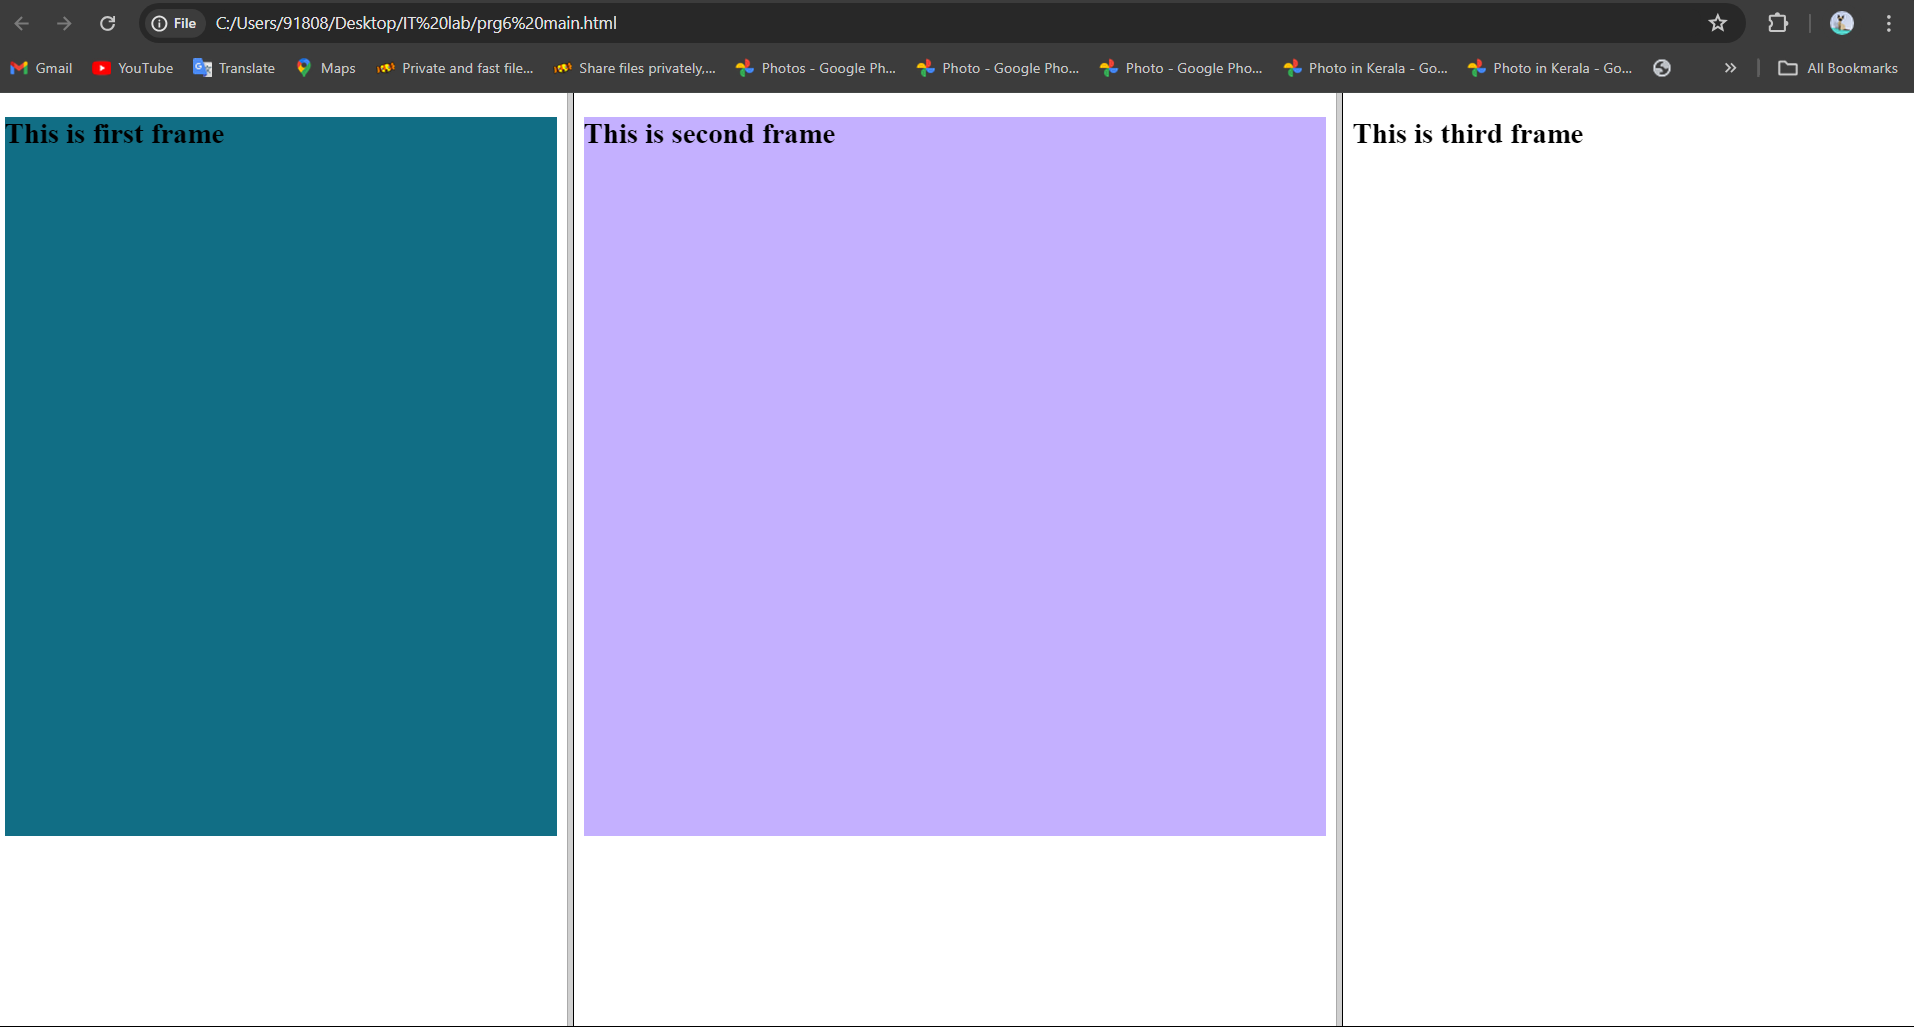 File C:/Users/91808/Desktop/IT%20lab/prg6%20main.html
Gmail YouTube Translate Maps Private and fast file... Share files privately,... Photos - Google Ph... Photo - Google Pho... Photo - Google Pho... Photo in Kerala - Go... Photo in Kerala - Go... All Bookmarks
This is first frame
This is second frame
This is third frame